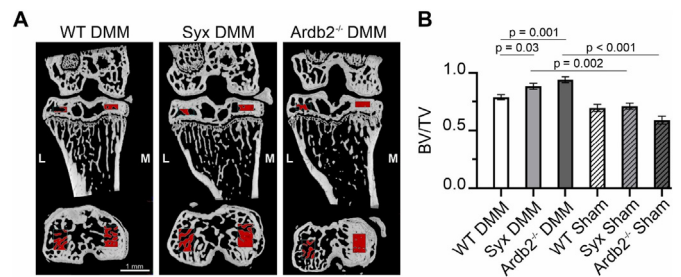 A
WT DMM
Syx DMM
Ardb2-/- DMM
L
M
L
M
L
M
1 mm
B
p = 0.001
p = 0.03
p < 0.001
p = 0.002
BV/TV
1.0
0.5
0.0
WT DMM
Syx DMM
Ardb2-/- DMM
WT Sham
Syx Sham
Ardb2-/- Sham